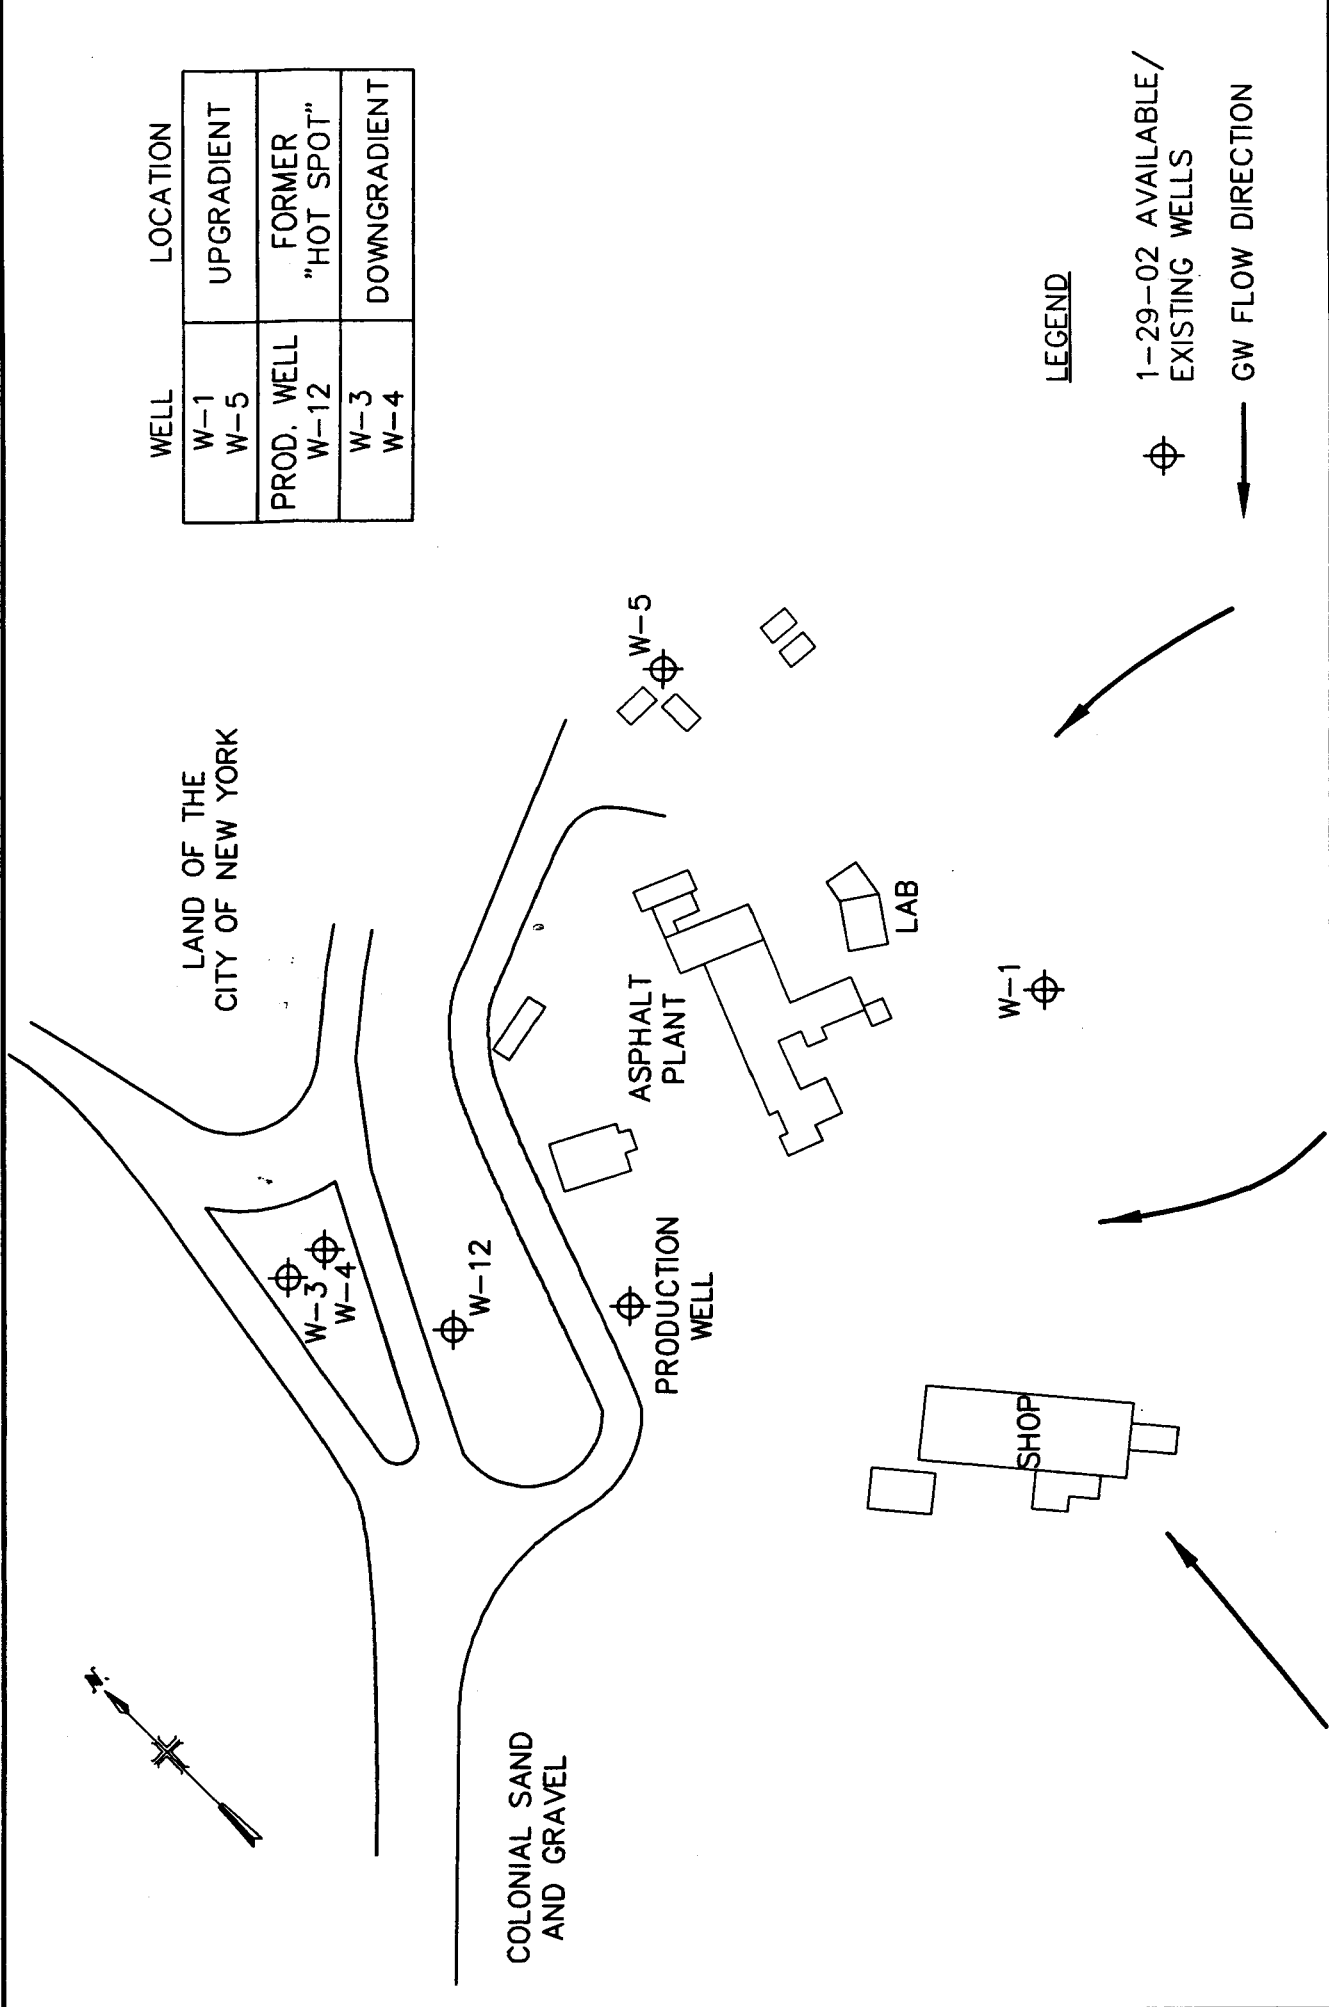 WELL LOCATION
W-1 UPGRADIENT
W-5
PROD. WELL FORMER
W-12 "HOT SPOT"
W-3 DOWNGRADIENT
W-4
LAND OF THE
CITY OF NEW YORK
N.
W-3
W-4
W-12
W-5
ASPHALT
PLANT
LAB
PRODUCTION
WELL
W-1
SHOP
COLONIAL SAND
AND GRAVEL
LEGEND
1-29-02 AVAILABLE/
EXISTING WELLS
GW FLOW DIRECTION